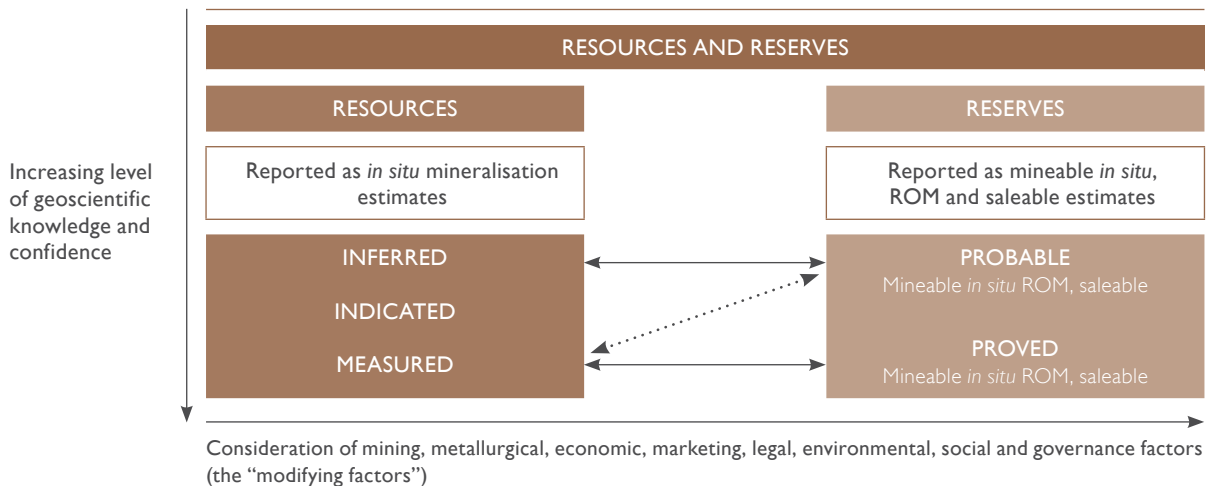 RESOURCES AND RESERVES
RESOURCES
RESERVES
Reported as in situ mineralisation
estimates
Reported as mineable in situ,
ROM and saleable estimates
Increasing level
of geoscientific
knowledge and
confidence
INFERRED
INDICATED
MEASURED
PROBABLE
Mineable in situ ROM, saleable
PROVED
Mineable in situ ROM, saleable
Consideration of mining, metallurgical, economic, marketing, legal, environmental, social and governance factors
(the “modifying factors”)